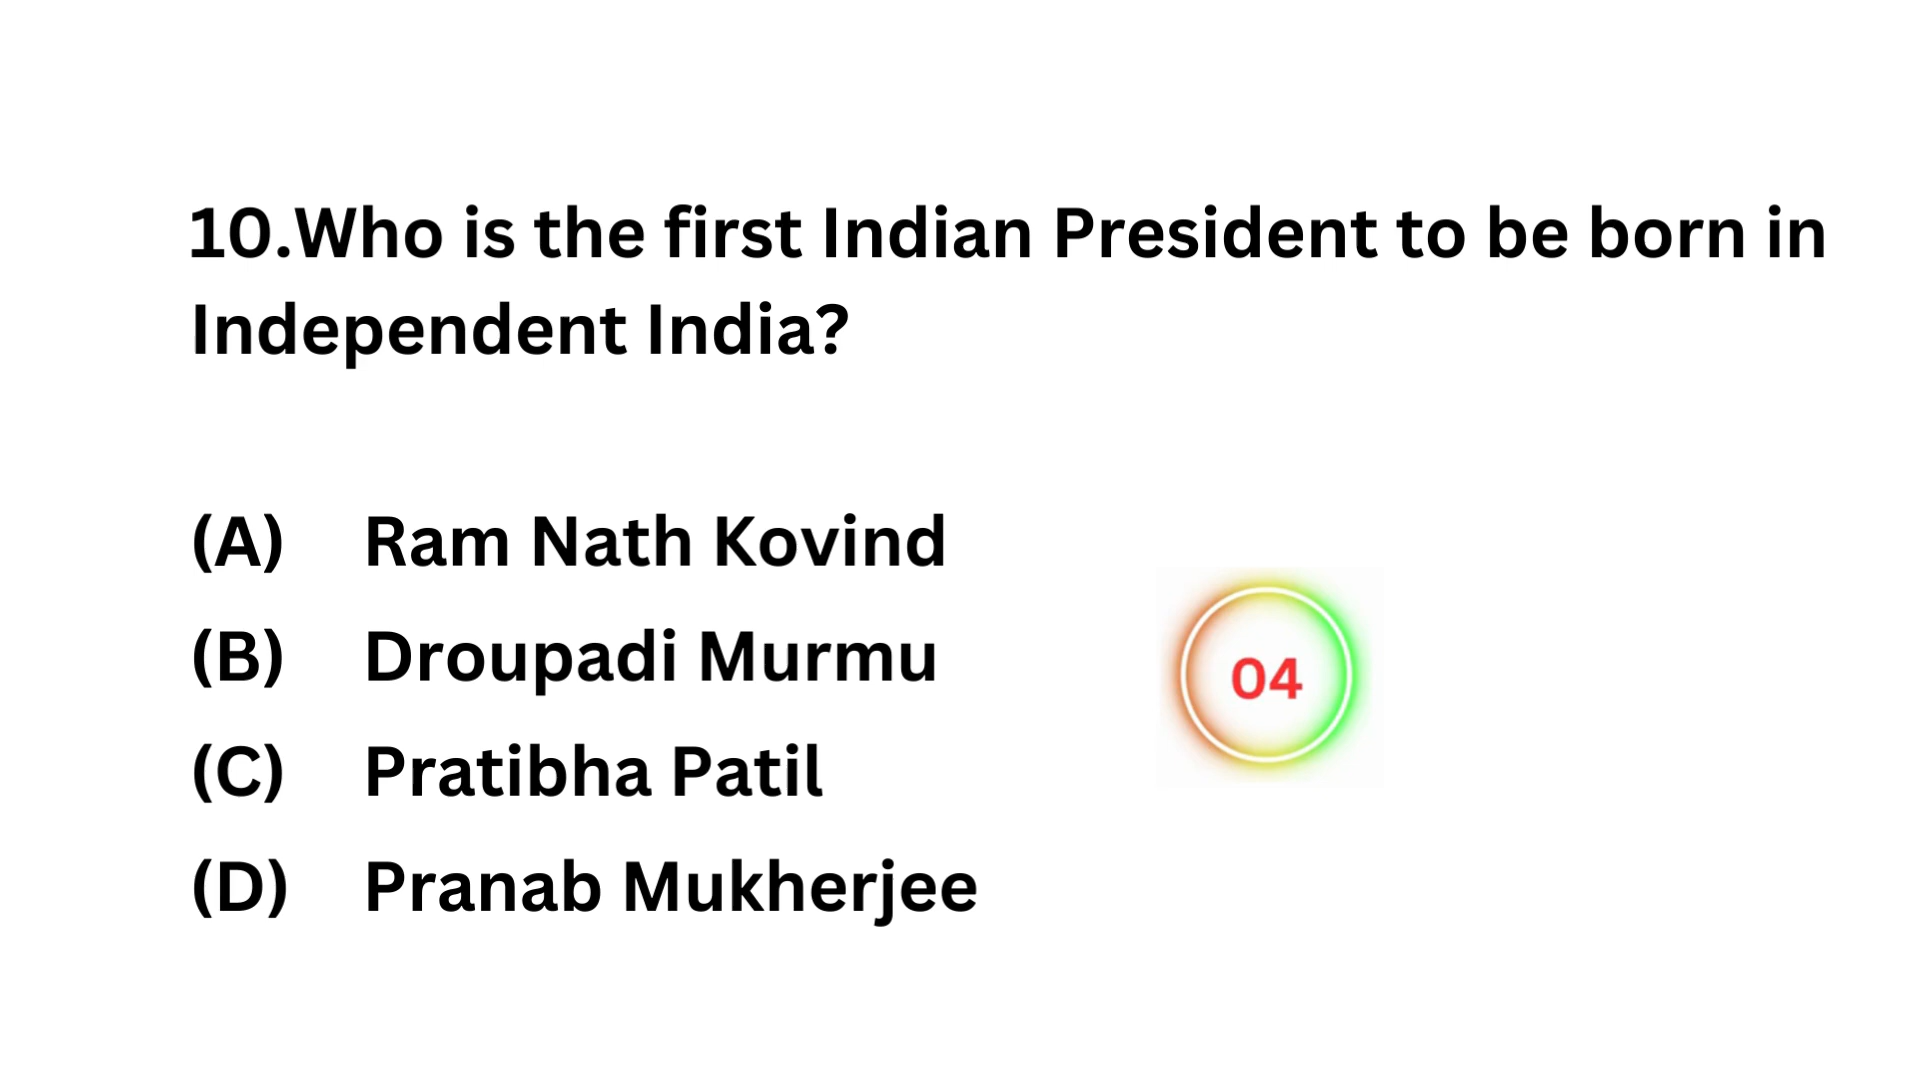 10.Who is the first Indian President to be born in
Independent India?
(A) Ram Nath Kovind
(B) Droupadi Murmu
04
(C) Pratibha Patil
(D) Pranab Mukherjee